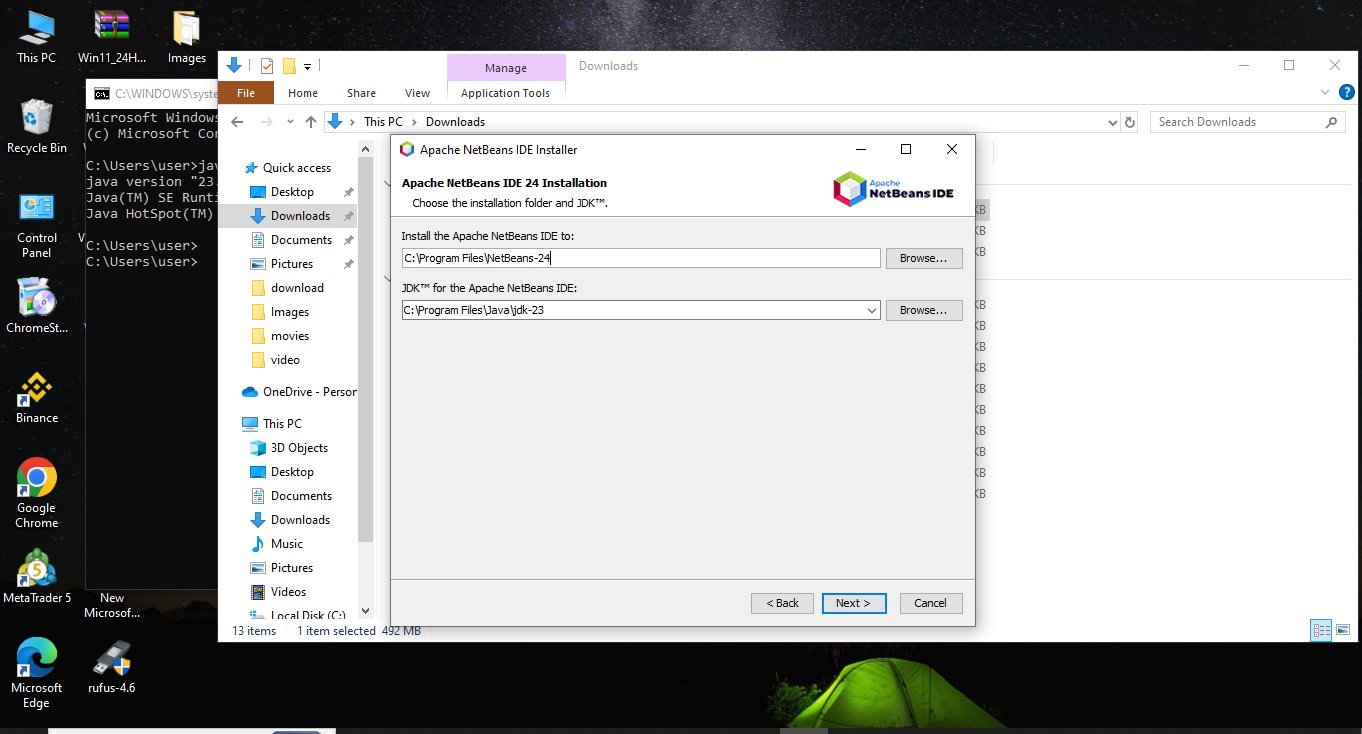 This PC
Win11_24H...
Images
Recycle Bin
Control
Panel
ChromeSt...
Binance
Google
Chrome
MetaTrader 5
New
Microsof...
Microsoft
Edge
rufus-4.6
C:\WINDOWS\syste
Microsoft Windows
(c) Microsoft Cor
C:\Users\user>jav
java version "23.
Java(TM) SE Runti
Java HotSpot(TM)
C:\Users\user>
C:\Users\user>
Manage
Downloads
File
Home
Share
View
Application Tools
This PC > Downloads
Search Downloads
Quick access
Desktop
Downloads
Documents
Pictures
download
Images
movies
video
OneDrive - Person
This PC
3D Objects
Desktop
Documents
Downloads
Music
Pictures
Videos
Local Disk (C:)
13 items
1 item selected 492 MB
Apache NetBeans IDE Installer
Apache NetBeans IDE 24 Installation
Choose the installation folder and JDK™.
Apache
NetBeans IDE
Install the Apache NetBeans IDE to:
C:\Program Files\NetBeans-24
Browse...
JDK™ for the Apache NetBeans IDE:
C:\Program Files\Java\jdk-23
Browse...
< Back
Next >
Cancel
KB
KB
KB
KB
KB
KB
KB
KB
KB
KB
KB
KB
KB